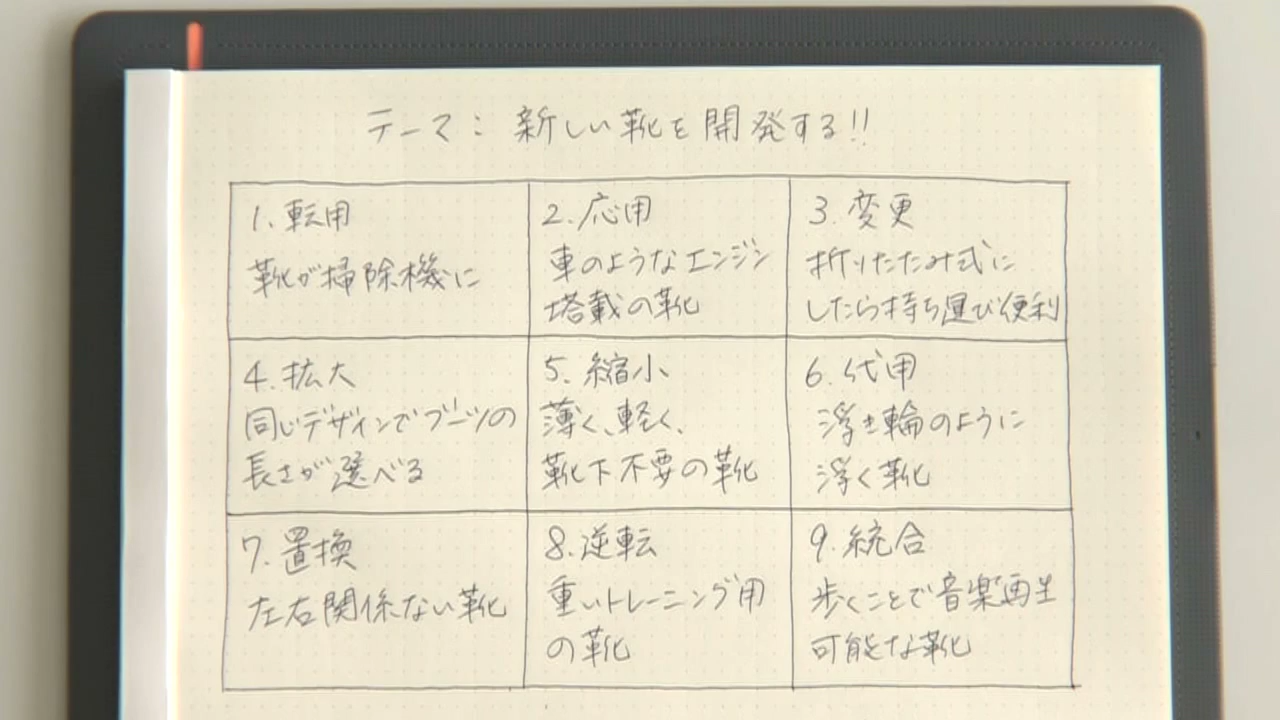 テーマ：新しい靴を開発する!!
1. 転用
靴が掃除機に
2. 応用
車のようなエンジン
搭載の靴
3. 変更
折りたたみ式に
したら持ち運び便利
4. 拡大
同じデザインでブーツの
長さが選べる
5. 縮小
薄く、軽く、
靴下不要の靴
6. 代用
浮き輪のように
浮く靴
7. 置換
左右関係ない靴
8. 逆転
重いトレーニング用
の靴
9. 統合
歩くことで音楽再生
可能な靴